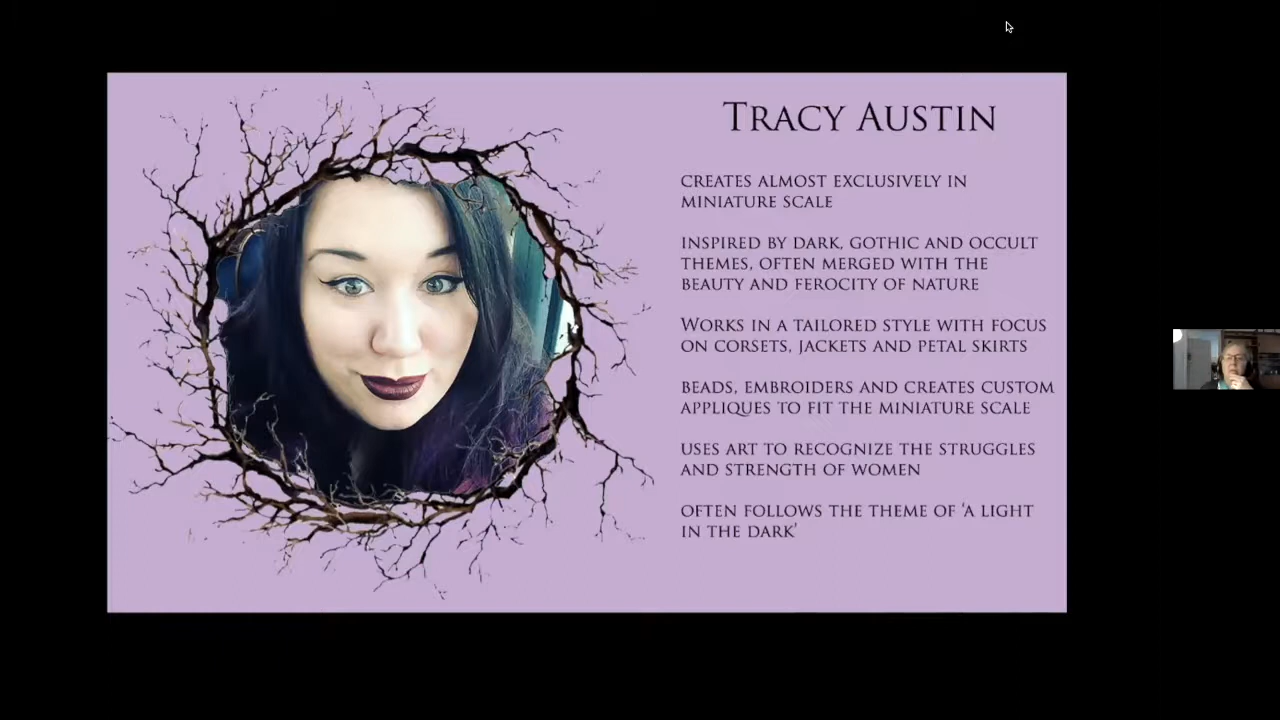 TRACY AUSTIN
CREATES ALMOST EXCLUSIVELY IN
MINIATURE SCALE
INSPIRED BY DARK, GOTHIC AND OCCULT
THEMES, OFTEN MERGED WITH THE
BEAUTY AND FEROCITY OF NATURE
WORKS IN A TAILORED STYLE WITH FOCUS
ON CORSETS, JACKETS AND PETAL SKIRTS
BEADS, EMBROIDERS AND CREATES CUSTOM
APPLIQUES TO FIT THE MINIATURE SCALE
USES ART TO RECOGNIZE THE STRUGGLES
AND STRENGTH OF WOMEN
OFTEN FOLLOWS THE THEME OF 'A LIGHT
IN THE DARK'